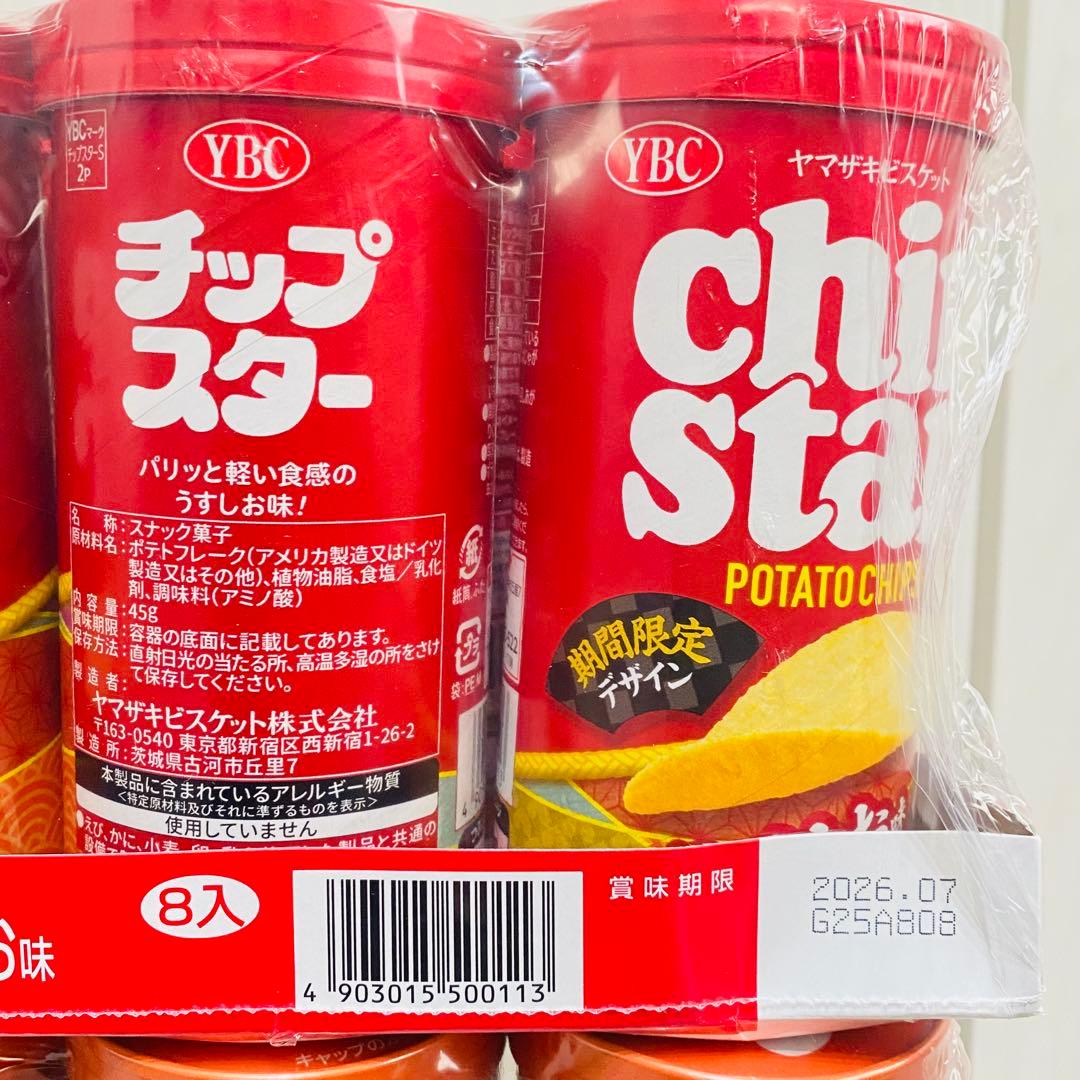 YBCマーク
チップスターS
2P
YBC
チップ
スター
パリッと軽い食感の
うすしお味!
名 称:スナック菓子
原材料名:ポテトフレーク(アメリカ製造又はドイツ
製造又はその他)、植物油脂、食塩/乳化
剤、調味料(アミノ酸)
内容量:45g
賞味期限:容器の底面に記載してあります。
保存方法:直射日光の当たる所、高温多湿の所をさけ
て保存してください。
製造者:
ヤマザキビスケット株式会社
〒163-0540 東京都新宿区西新宿1-26-2
製造所:茨城県古河市丘里7
本製品に含まれているアレルギー物質
<特定原材料及びそれに準ずるものを表示>
使用していません
紙
YBC
ヤマザキビスケット
chi
sta
POTATO CHIPS
期間限定
デザイン
味
8入
4 903015 500113
賞味期限
2026.07
G25A808
キャップの